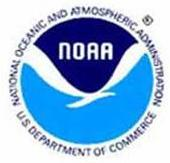 NATIONAL OCEANIC AND ATMOSPHERIC ADMINISTRATION
®
NOAA
U.S. DEPARTMENT OF COMMERCE